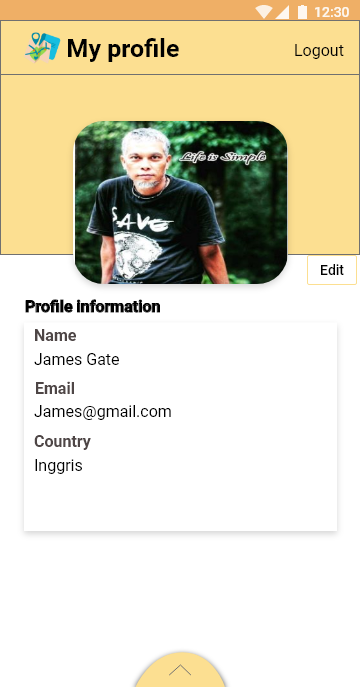 12:30
My profile
Logout
Life is Simple
SAVE
Edit
Profile information
Name
James Gate
Email
James@gmail.com
Country
Inggris